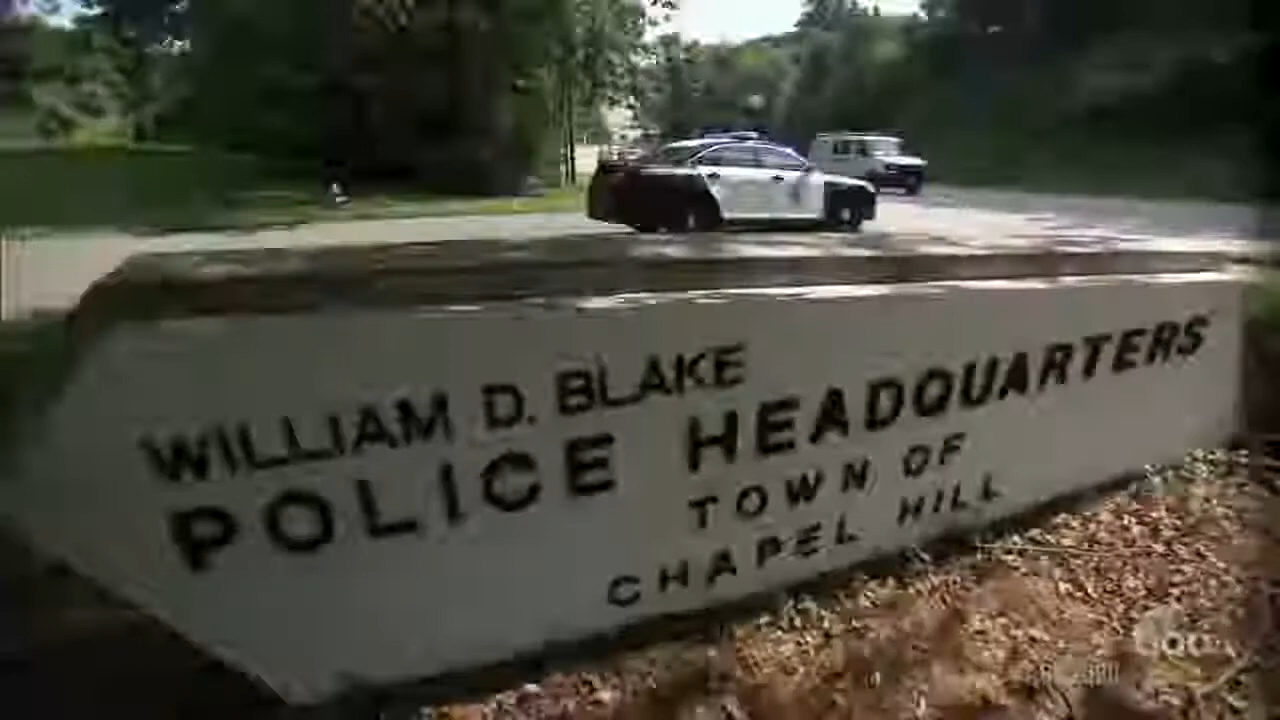 WILLIAM D. BLAKE
POLICE HEADQUARTERS
TOWN OF
CHAPEL HILL